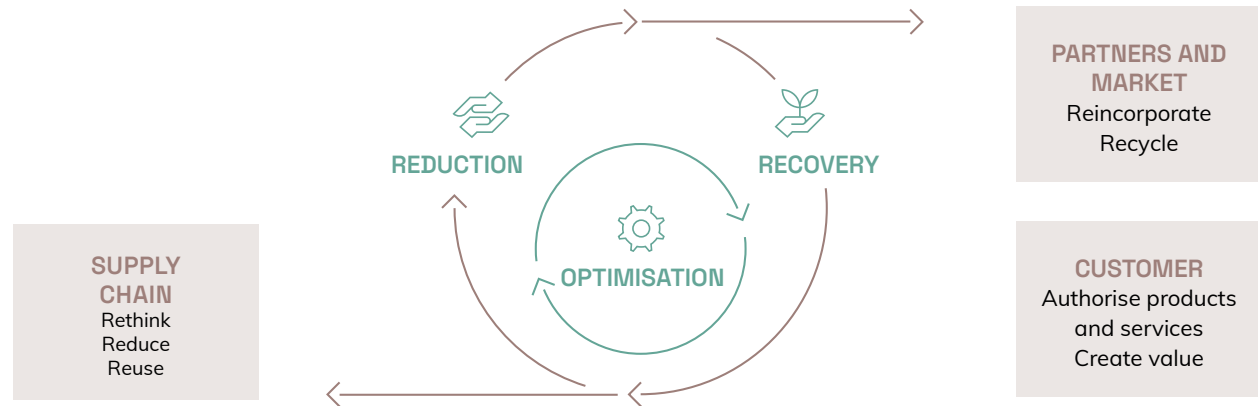 PARTNERS AND
MARKET
Reincorporate
Recycle
REDUCTION
RECOVERY
OPTIMISATION
SUPPLY
CHAIN
Rethink
Reduce
Reuse
CUSTOMER
Authorise products
and services
Create value